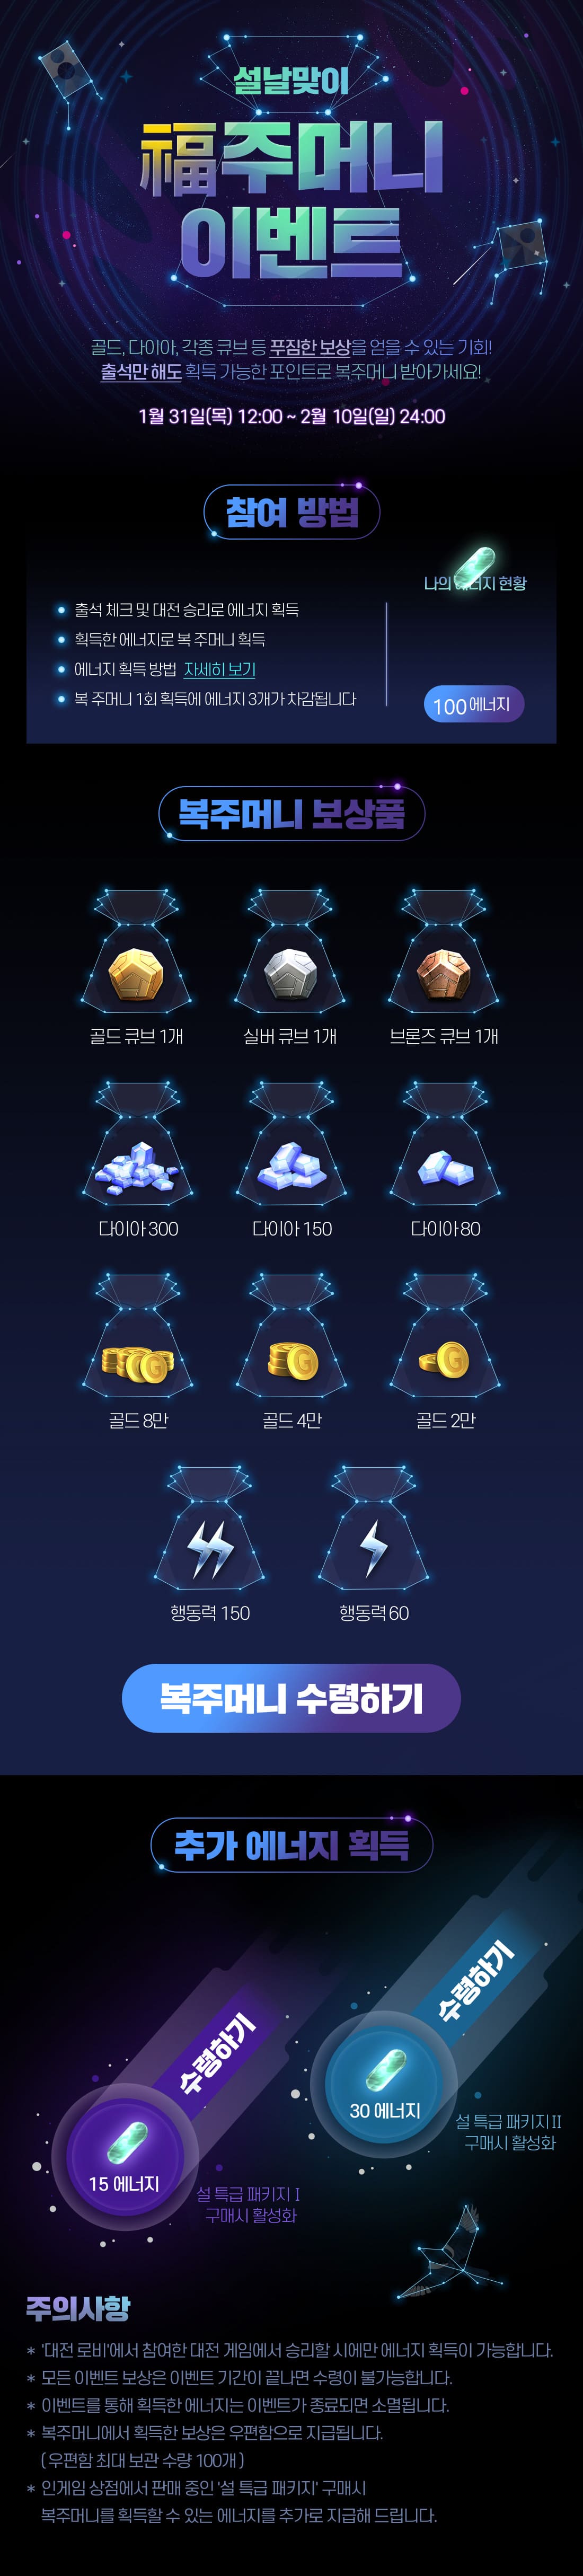 설날맞이
福주머니
이벤트
골드, 다이아, 각종 큐브 등 푸짐한 보상을 얻을 수 있는 기회!
출석만 해도 획득 가능한 포인트로 복주머니 받아가세요!
1월 31일(목) 12:00 ~ 2월 10일(일) 24:00
참여 방법
나의 에너지 현황
출석 체크 및 대전 승리로 에너지 획득
획득한 에너지로 복 주머니 획득
에너지 획득 방법 자세히 보기
복 주머니 1회 획득에 에너지 3개가 차감됩니다
100 에너지
복주머니 보상품
골드 큐브 1개
실버 큐브 1개
브론즈 큐브 1개
다이아 300
다이아 150
다이아 80
골드 8만
골드 4만
골드 2만
행동력 150
행동력 60
복주머니 수령하기
추가 에너지 획득
수령하기
30 에너지
설 특급 패키지 II
구매시 활성화
수령하기
15 에너지
설 특급 패키지 I
구매시 활성화
주의사항
* '대전 로비'에서 참여한 대전 게임에서 승리할 시에만 에너지 획득이 가능합니다.
* 모든 이벤트 보상은 이벤트 기간이 끝나면 수령이 불가능합니다.
* 이벤트를 통해 획득한 에너지는 이벤트가 종료되면 소멸됩니다.
* 복주머니에서 획득한 보상은 우편함으로 지급됩니다.
( 우편함 최대 보관 수량 100개 )
* 인게임 상점에서 판매 중인 '설 특급 패키지' 구매시
복주머니를 획득할 수 있는 에너지를 추가로 지급해 드립니다.